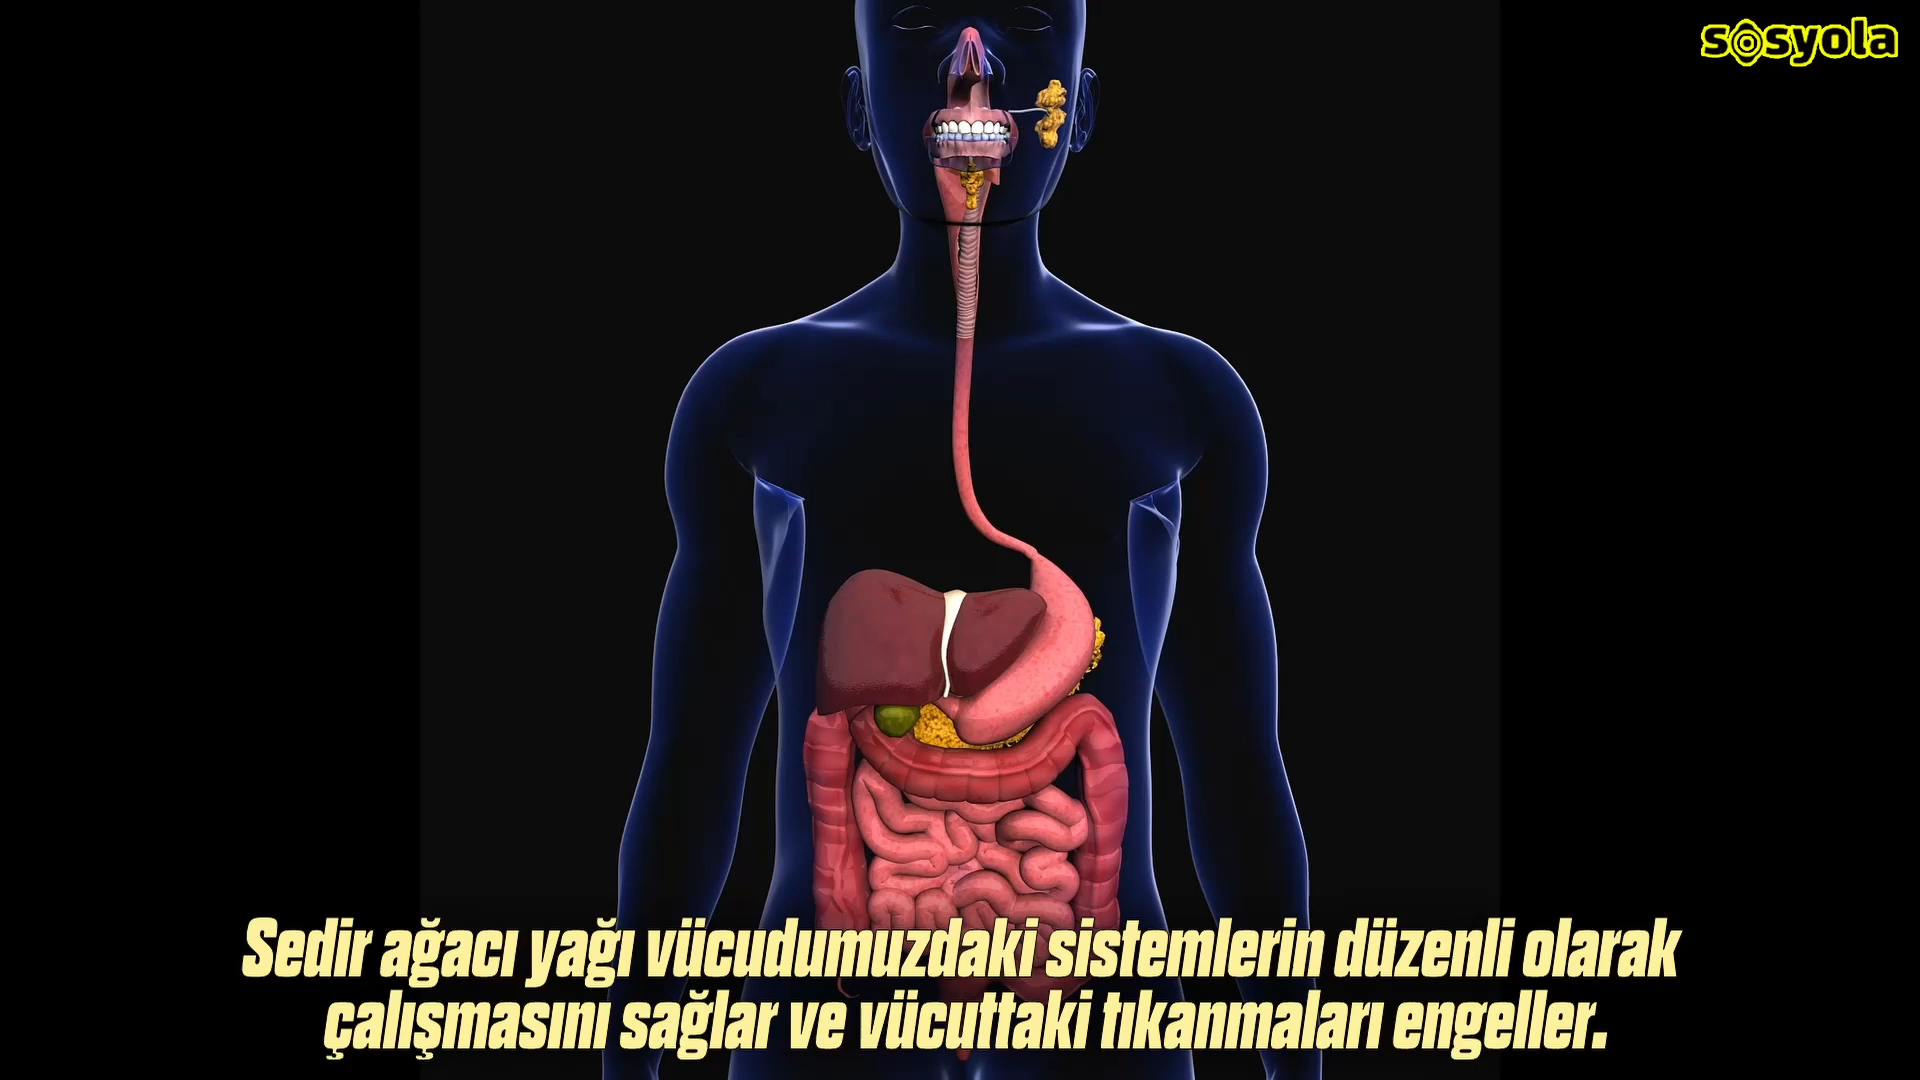 sosyola
Sedir ağacı yağı vücudumuzdaki sistemlerin düzenli olarak
çalışmasını sağlar ve vücuttaki tıkanmaları engeller.